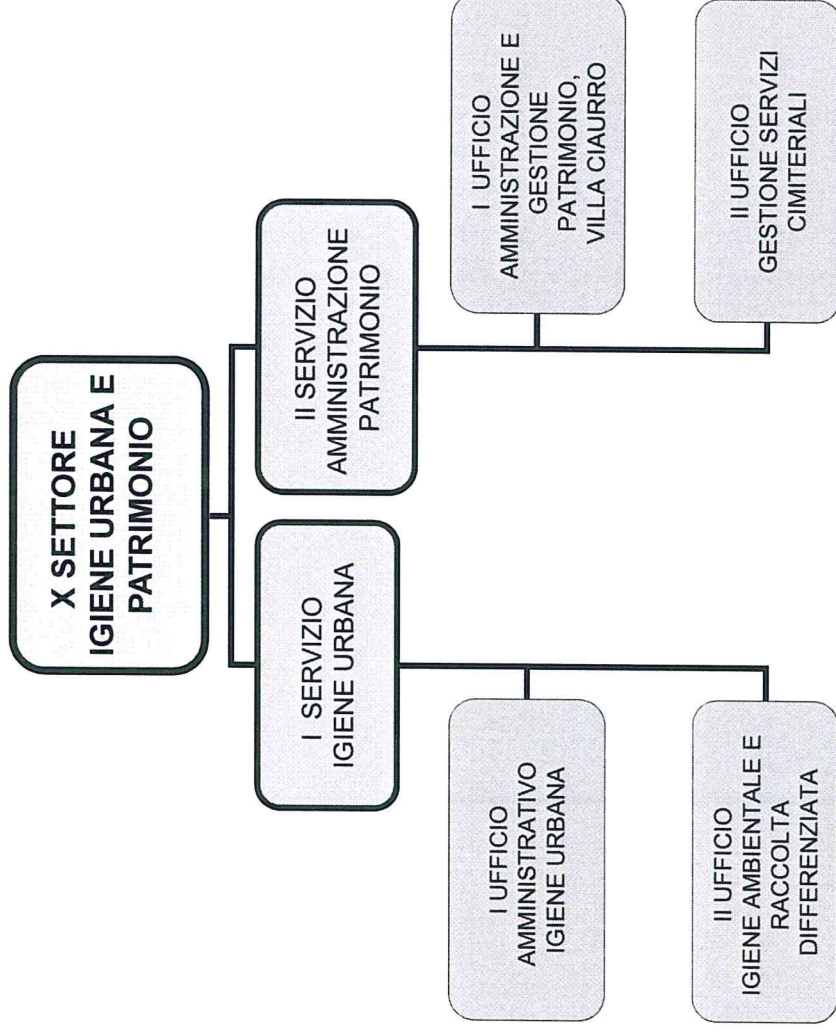 X SETTORE
IGIENE URBANA E
PATRIMONIO
I SERVIZIO
IGIENE URBANA
II SERVIZIO
AMMINISTRAZIONE
PATRIMONIO
I UFFICIO
AMMINISTRATIVO
IGIENE URBANA
II UFFICIO
IGIENE AMBIENTALE E
RACCOLTA
DIFFERENZIATA
I UFFICIO
AMMINISTRAZIONE E
GESTIONE
PATRIMONIO,
VILLA CIAURRO
II UFFICIO
GESTIONE SERVIZI
CIMITERIALI